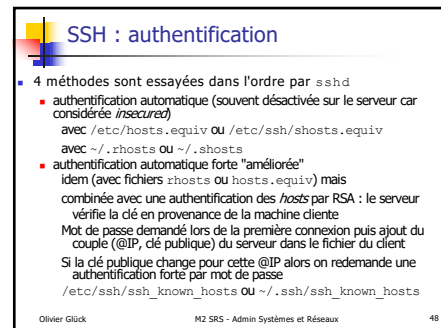 SSH : authentification
4 méthodes sont essayées dans l'ordre par sshd
authentification automatique (souvent désactivée sur le serveur car
considérée insecured)
avec /etc/hosts.equiv ou /etc/ssh/shosts.equiv
avec ~/.rhosts ou ~/.shosts
authentification automatique forte "améliorée"
idem (avec fichiers rhosts ou hosts.equiv) mais
combinée avec une authentification des hosts par RSA : le serveur
vérifie la clé en provenance de la machine cliente
Mot de passe demandé lors de la première connexion puis ajout du
couple (@IP, clé publique) du serveur dans le fichier du client
Si la clé publique change pour cette @IP alors on redemande une
authentification forte par mot de passe
/etc/ssh/ssh_known_hosts ou ~/.ssh/ssh_known_hosts
Olivier Glück M2 SRS - Admin Systèmes et Réseaux 48